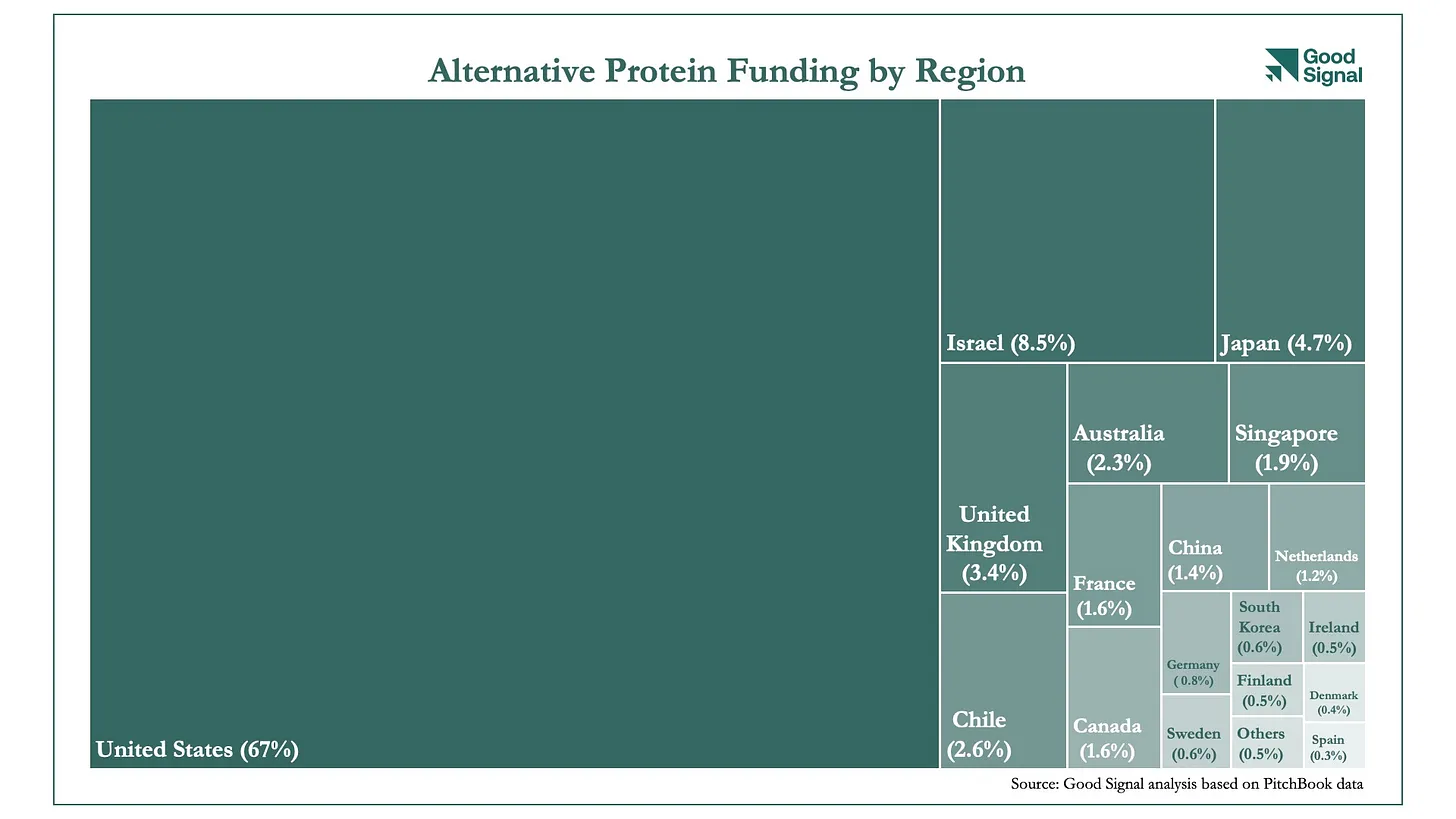 Alternative Protein Funding by Region
Good
Signal
United States (67%)
Israel (8.5%)
Japan (4.7%)
United
Kingdom
(3.4%)
Chile
(2.6%)
Australia
(2.3%)
Singapore
(1.9%)
France
(1.6%)
Canada
(1.6%)
China
(1.4%)
Netherlands
(1.2%)
Germany
( 0.8%)
Sweden
(0.6%)
South
Korea
(0.6%)
Ireland
(0.5%)
Finland
(0.5%)
Others
(0.5%)
Denmark
(0.4%)
Spain
(0.3%)
Source: Good Signal analysis based on PitchBook data